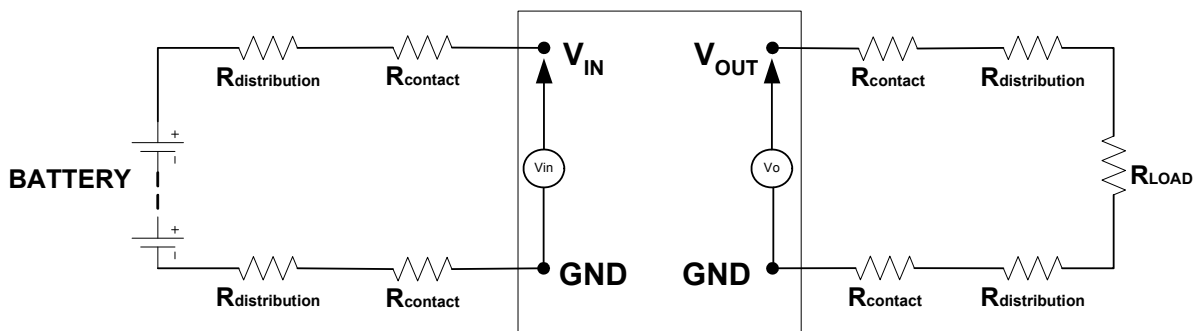 Rdistribution
Rcontact
VIN
VOUT
Rcontact
Rdistribution
+
BATTERY
Vin
Vo
RLOAD
+
Rdistribution
Rcontact
GND
GND
Rcontact
Rdistribution